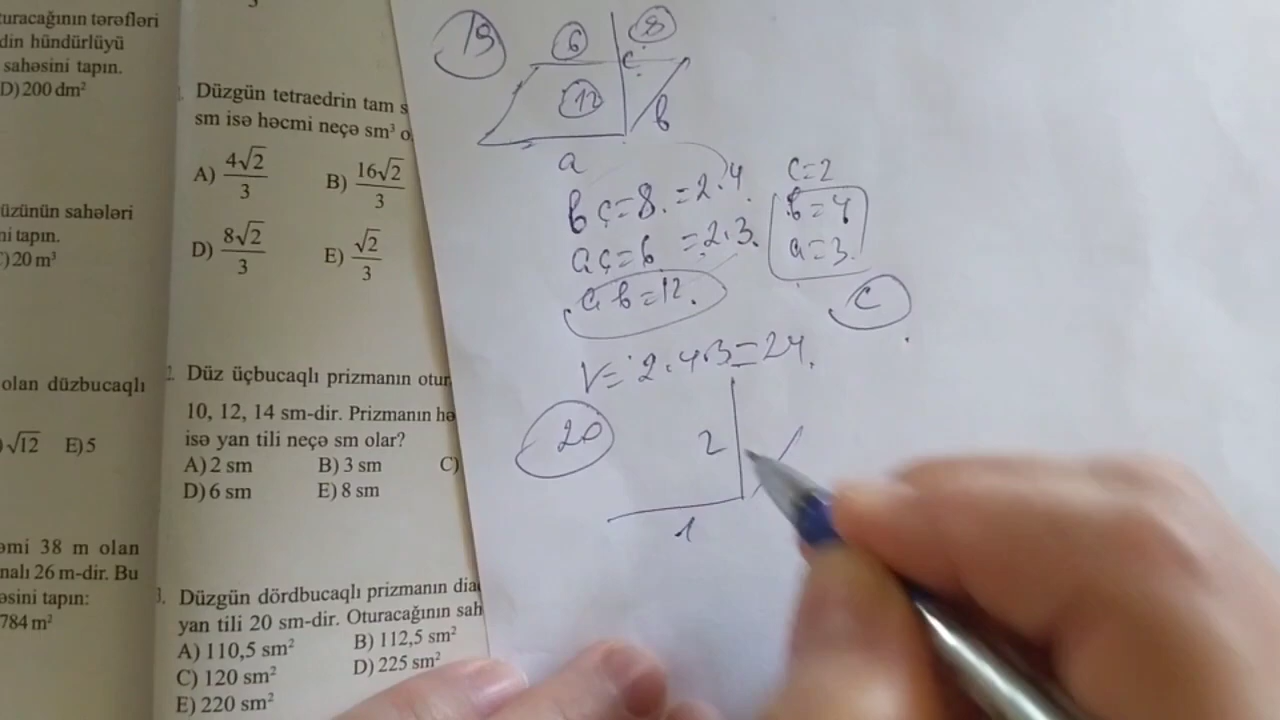 turacağının tərəfləri
din hündürlüyü
sahəsini tapın.
D) 200 dm²
üzünün sahələri
ni tapın.
) 20 m³
olan düzbucaqlı
√12 E) 5
əmi 38 m olan
nalı 26 m-dir. Bu
əsini tapın:
784 m²
Düzgün tetraedrin tam s
sm isə həcmi neçə sm³ o
A) 4√2/3 B) 16√2/3
D) 8√2/3 E) √2/3
2. Düz üçbucaqlı prizmanın otur
10, 12, 14 sm-dir. Prizmanın hə
isə yan tili neçə sm olar?
A) 2 sm B) 3 sm C)
D) 6 sm E) 8 sm
3. Düzgün dördbucaqlı prizmanın dia
yan tili 20 sm-dir. Oturacağının sah
A) 110,5 sm² B) 112,5 sm²
C) 120 sm² D) 225 sm²
E) 220 sm²
19
6 8
c
12 b
a
bc=8.=2.4
ac=6 =2.3.
ab=12.
c=2
b=4
a=3.
C
V=2.4.3=24.
20
2
1